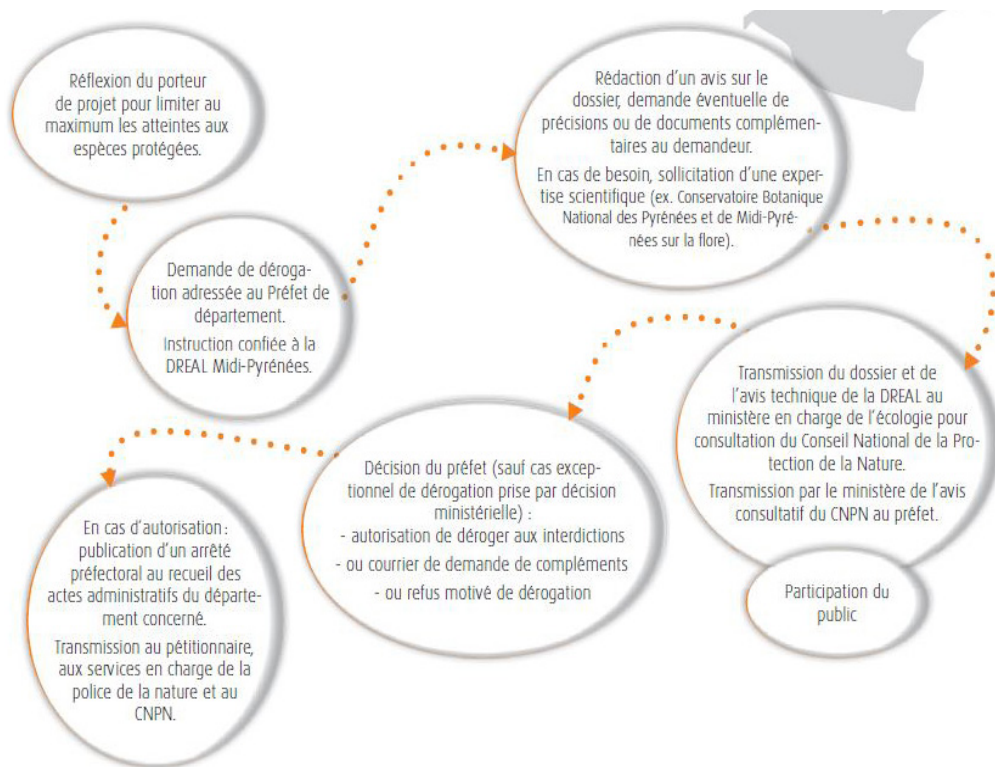 Réflexion du porteur
de projet pour limiter au
maximum les atteintes aux
espèces protégées.
Demande de déroga-
tion adressée au Préfet de
département.
Instruction confiée à la
DREAL Midi-Pyrénées.
Rédaction d'un avis sur le
dossier, demande éventuelle de
précisions ou de documents complémen-
taires au demandeur.
En cas de besoin, sollicitation d'une exper-
tise scientifique (ex. Conservatoire Botanique
National des Pyrénées et de Midi-Pyré-
nées sur la flore).
Transmission du dossier et de
l'avis technique de la DREAL au
ministère en charge de l'écologie pour
consultation du Conseil National de la Pro-
tection de la Nature.
Transmission par le ministère de l'avis
consultatif du CNPN au préfet.
Participation du
public
Décision du préfet (sauf cas excep-
tionnel de dérogation prise par décision
ministérielle) :
- autorisation de déroger aux interdictions
- ou courrier de demande de compléments
- ou refus motivé de dérogation
En cas d'autorisation :
publication d'un arrêté
préfectoral au recueil des
actes administratifs du départe-
ment concerné.
Transmission au pétitionnaire,
aux services en charge de la
police de la nature et au
CNPN.